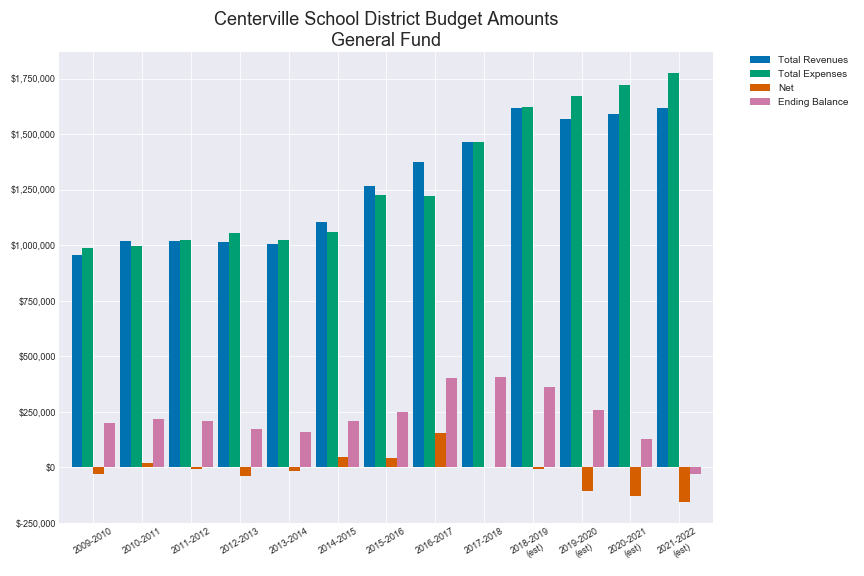 Centerville School District Budget Amounts
General Fund
Total Revenues
Total Expenses
Net
Ending Balance
$1,750,000
$1,500,000
$1,250,000
$1,000,000
$750,000
$500,000
$250,000
$0
$-250,000
2009-2010
2010-2011
2011-2012
2012-2013
2013-2014
2014-2015
2015-2016
2016-2017
2017-2018
2018-2019
(est)
2019-2020
(est)
2020-2021
(est)
2021-2022
(est)